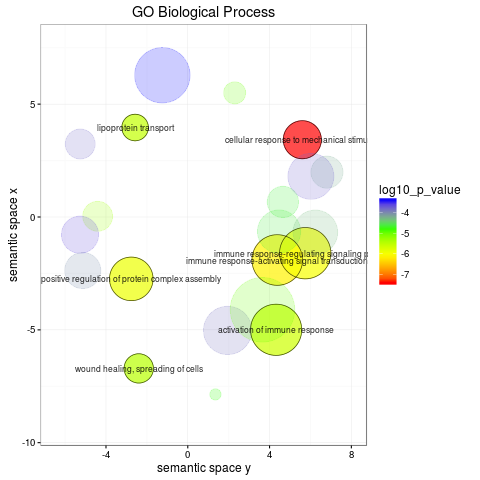 GO Biological Process
lipoprotein transport
cellular response to mechanical stimu
immune response-regulating signaling p
immune response-activating signal transduction
positive regulation of protein complex assembly
activation of immune response
wound healing, spreading of cells
semantic space x
5
0
-5
-10
-4
0
4
8
semantic space y
log10_p_value
-4
-5
-6
-7